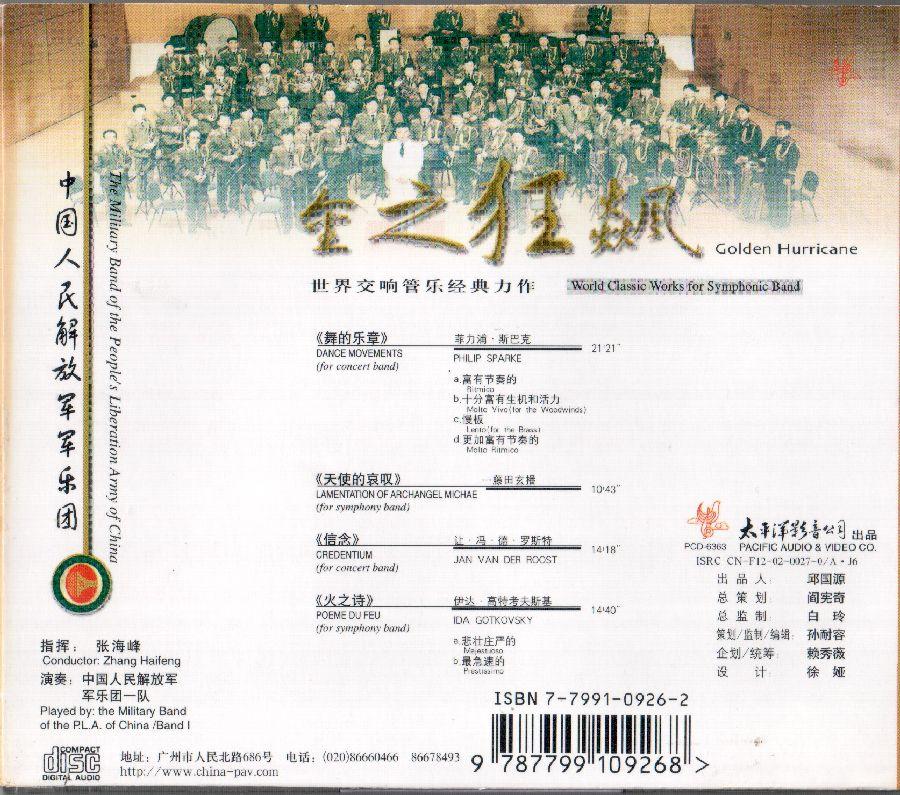 中国人民解放军军乐团
The Military Band of the People's Liberation Army of China
金之狂飙
Golden Hurricane
世界交响管乐经典力作
World Classic Works for Symphonic Band
《舞的乐章》 菲力浦·斯巴克
DANCE MOVEMENTS PHILIP SPARKE 21'21"
(for concert band)
a.富有节奏的
Ritmico
b.十分富有生机和活力
Molto Vivo(for the Woodwinds)
c.慢板
Lento(for the Brass)
d.更加富有节奏的
Molto Ritmico
《天使的哀叹》 藤田玄播
LAMENTATION OF ARCHANGEL MICHAE 10'43"
(for symphony band)
《信念》 让·冯·德·罗斯特
CREDENTIUM JAN VAN DER ROOST 14'18"
(for concert band)
《火之诗》 伊达·高特考夫斯基
POEME DU FEU IDA GOTKOVSKY 14'40"
(for symphony band)
a.悲壮庄严的
Majestuoso
b.最急速的
Prestissimo
太平洋影音公司 出品
PCD-6363 PACIFIC AUDIO & VIDEO CO.
ISRC CN-F12-02-0027-0/A·J6
出品人: 邱国源
总策划: 阎宪奇
总监制: 白玲
策划/监制/编辑: 孙耐容
企划/统筹: 赖秀薇
设计: 徐娅
指挥: 张海峰
Conductor: Zhang Haifeng
演奏: 中国人民解放军
军乐团一队
Played by: the Military Band
of the P.L.A. of China /Band I
COMPACT
disc
DIGITAL AUDIO
地址: 广州市人民北路686号 电话: (020)86660466 86678493
http://www.china-pav.com
ISBN 7-7991-0926-2
9 787799 109268 >